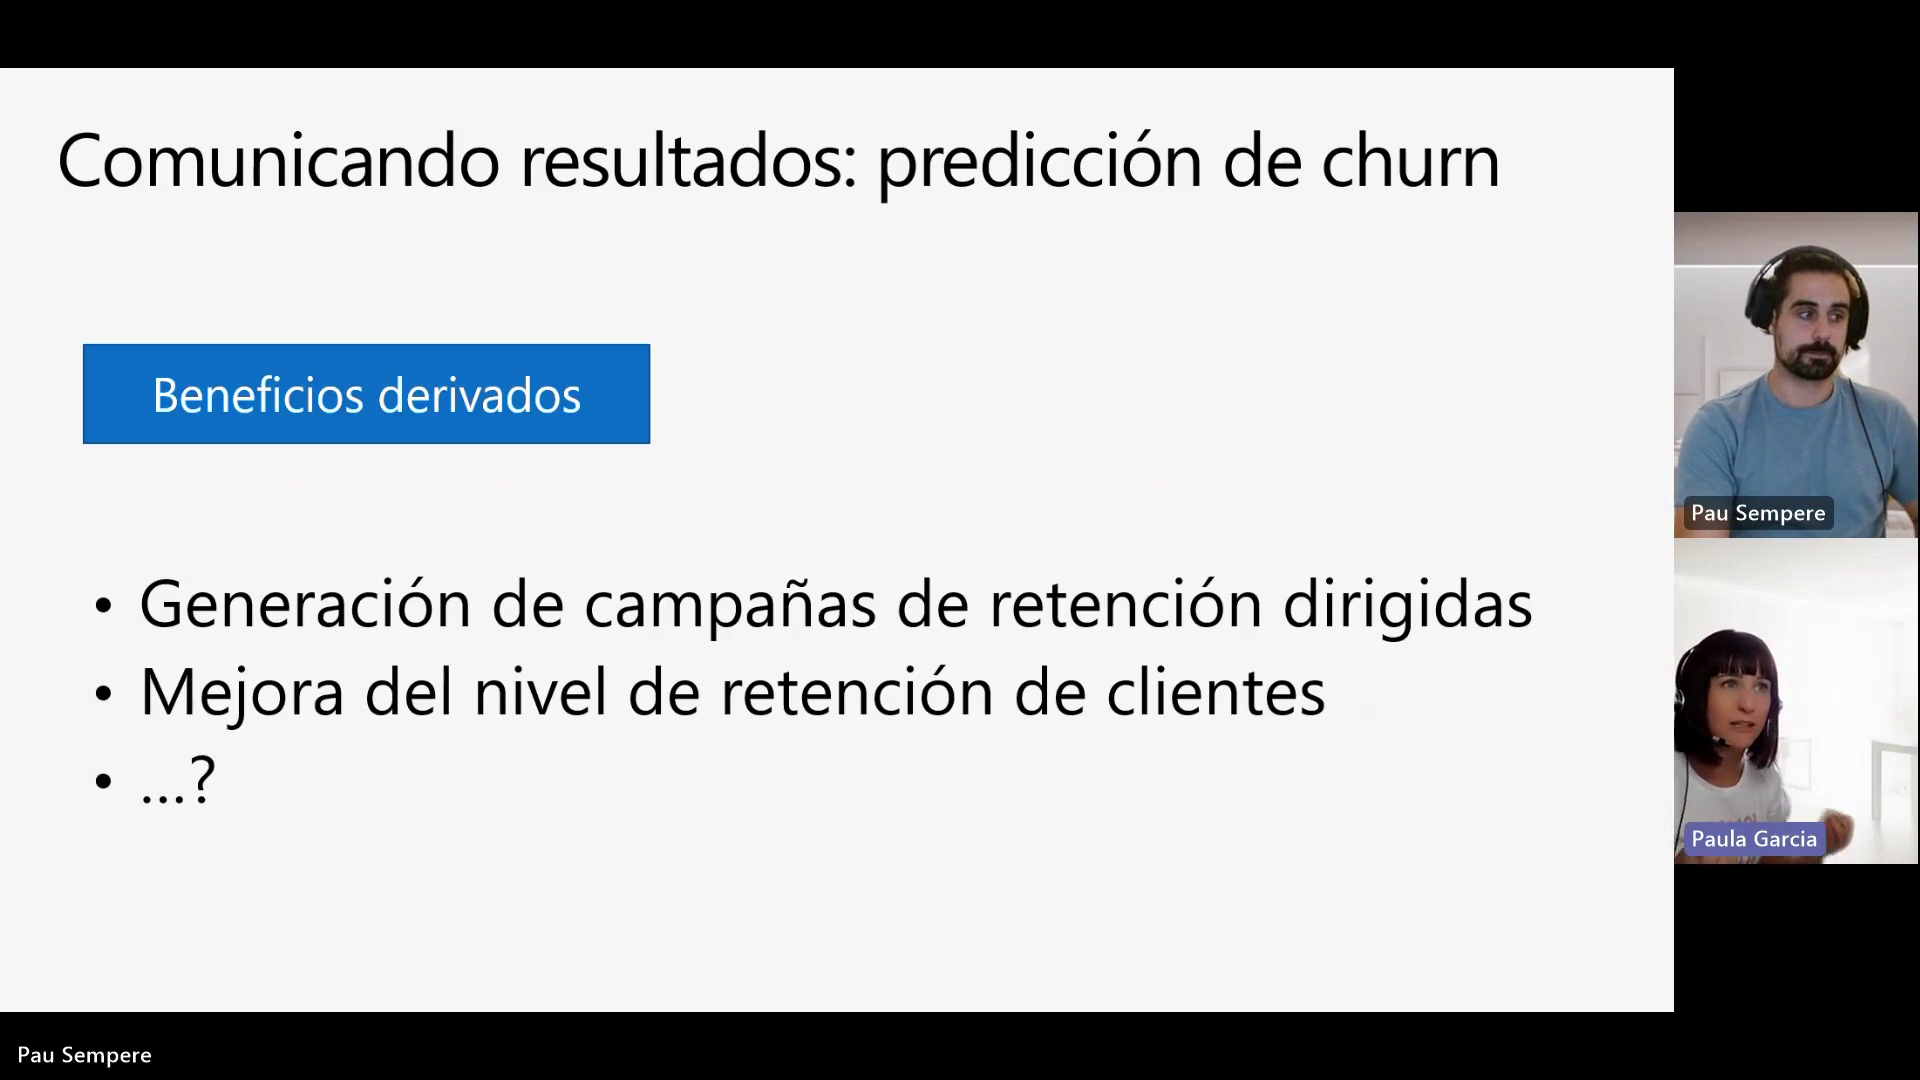 Comunicando resultados: predicción de churn
Beneficios derivados
• Generación de campañas de retención dirigidas
• Mejora del nivel de retención de clientes
• ...?
Pau Sempere
Paula Garcia
Pau Sempere